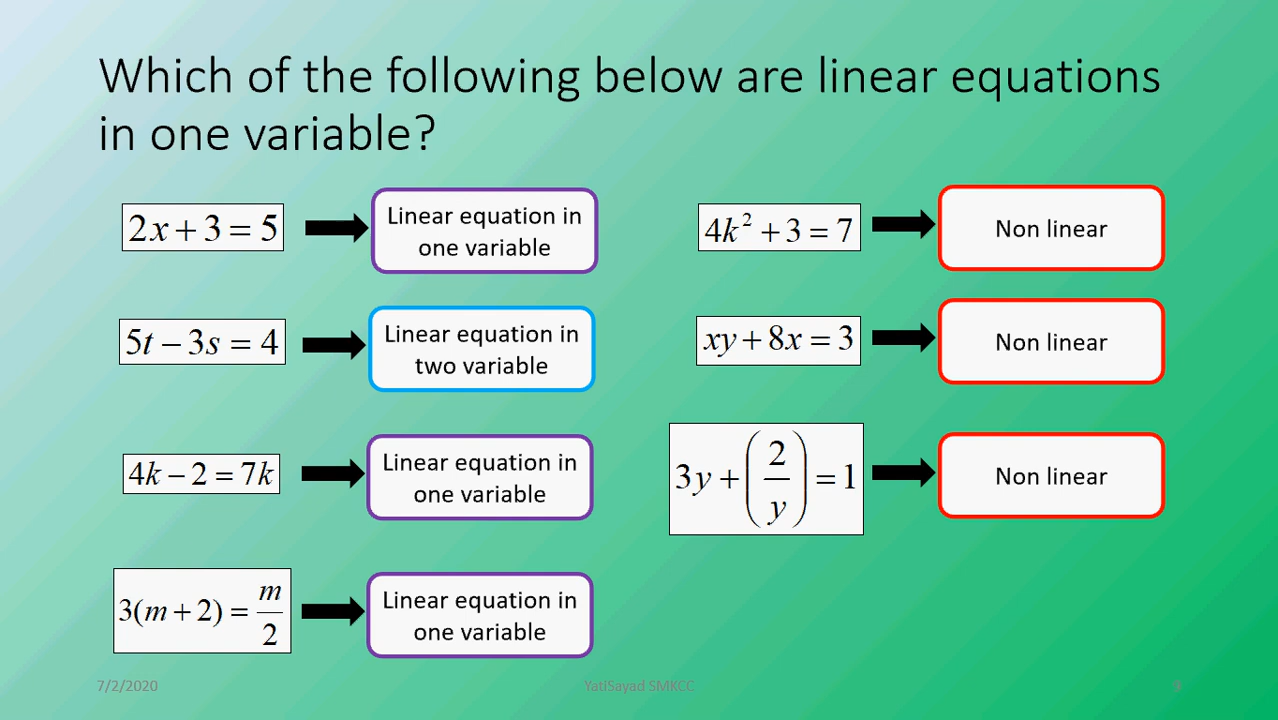 Which of the following below are linear equations
in one variable?
2x + 3 = 5
Linear equation in
one variable
5t − 3s = 4
Linear equation in
two variable
4k − 2 = 7k
Linear equation in
one variable
3(m + 2) = m/2
Linear equation in
one variable
4k² + 3 = 7
Non linear
xy + 8x = 3
Non linear
3y + (2/y) = 1
Non linear
7/2/2020
YatiSayad SMKCC
9